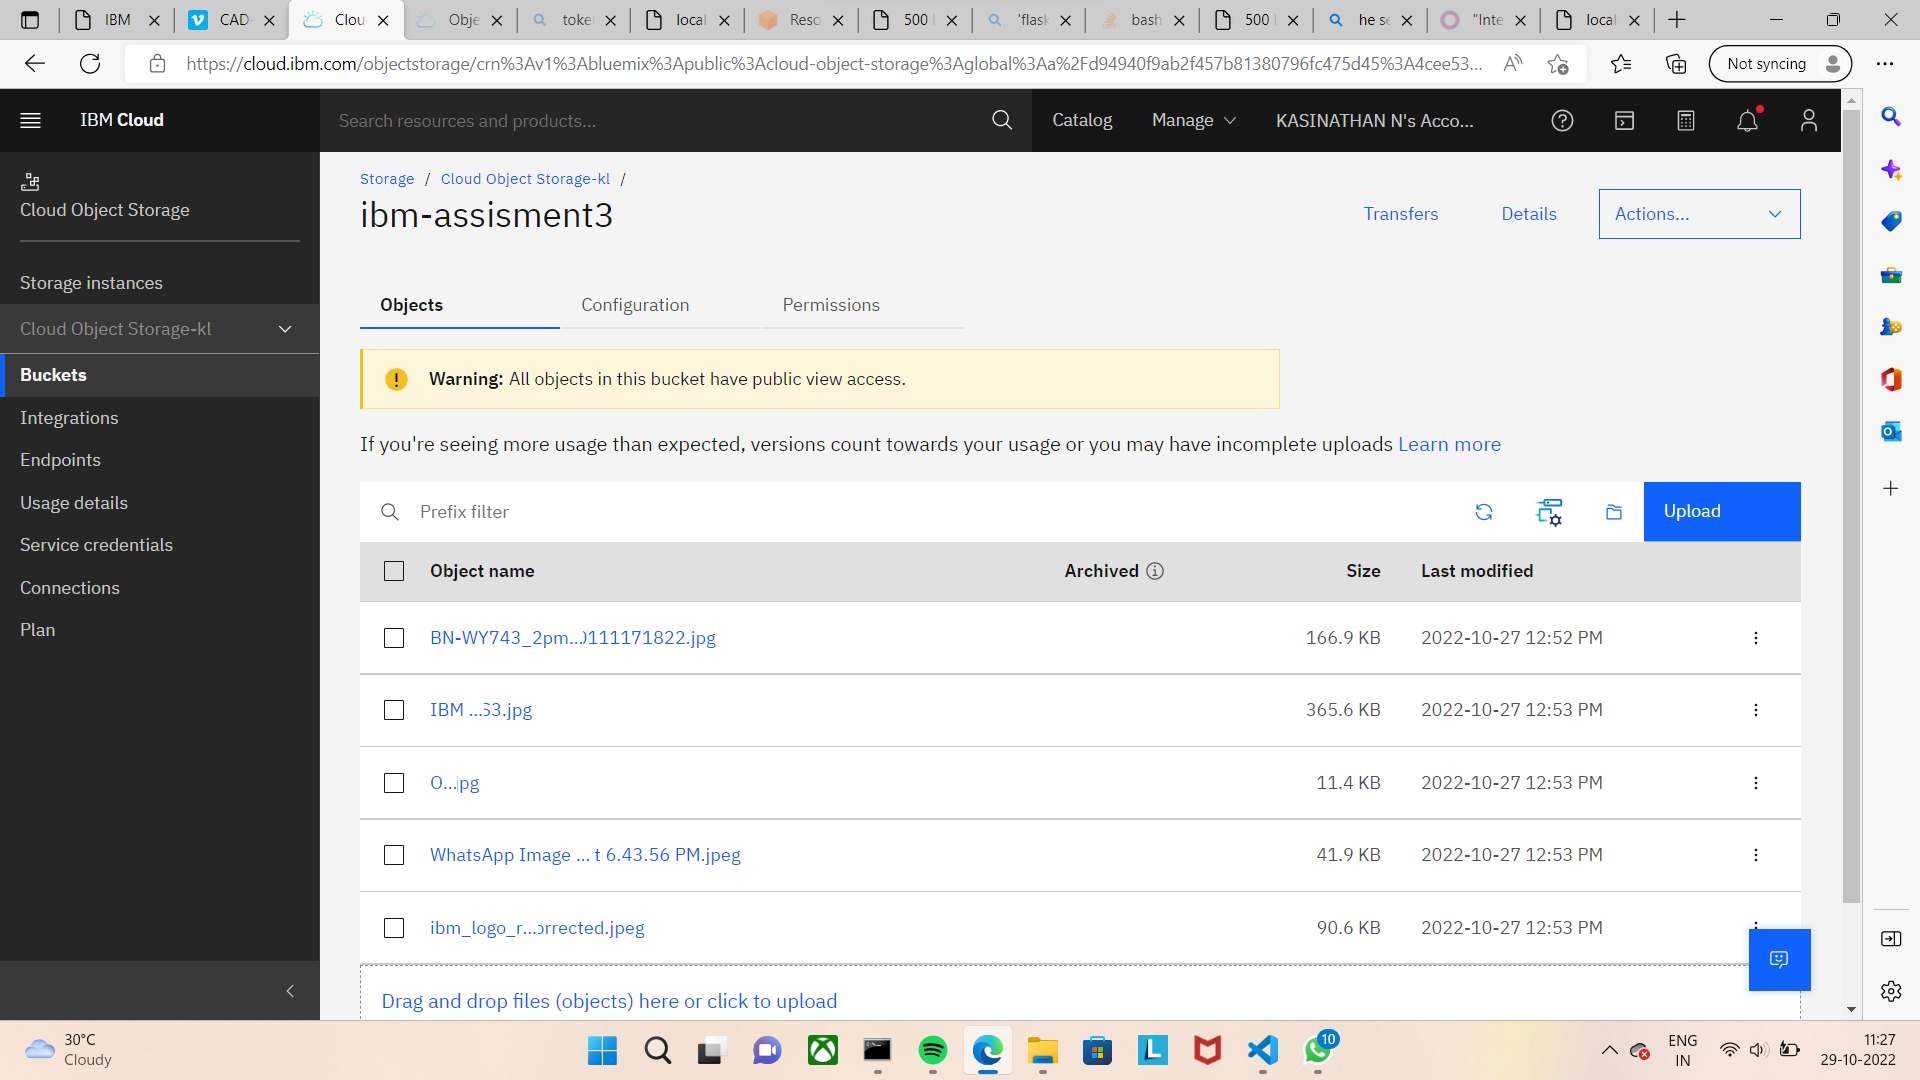 IBM
CAD
Clou
Obje
toke
local
Reso
500
'flask
bash
500
he se
"Inte
local
https://cloud.ibm.com/objectstorage/crn%3Av1%3Abluemix%3Apublic%3Acloud-object-storage%3Aglobal%3Aa%2Fd94940f9ab2f457b81380796fc475d45%3A4cee53...
Not syncing
IBM Cloud
Search resources and products...
Catalog
Manage
KASINATHAN N's Acco...
Cloud Object Storage
Storage instances
Cloud Object Storage-kl
Buckets
Integrations
Endpoints
Usage details
Service credentials
Connections
Plan
Storage / Cloud Object Storage-kl /
ibm-assisment3
Transfers
Details
Actions...
Objects
Configuration
Permissions
Warning: All objects in this bucket have public view access.
If you're seeing more usage than expected, versions count towards your usage or you may have incomplete uploads Learn more
Prefix filter
Upload
Object name Archived Size Last modified
BN-WY743_2pm...)111171822.jpg 166.9 KB 2022-10-27 12:52 PM
IBM ...S3.jpg 365.6 KB 2022-10-27 12:53 PM
O...jpg 11.4 KB 2022-10-27 12:53 PM
WhatsApp Image ... t 6.43.56 PM.jpeg 41.9 KB 2022-10-27 12:53 PM
ibm_logo_r...orrected.jpeg 90.6 KB 2022-10-27 12:53 PM
Drag and drop files (objects) here or click to upload
30°C
Cloudy
10
ENG
IN
11:27
29-10-2022